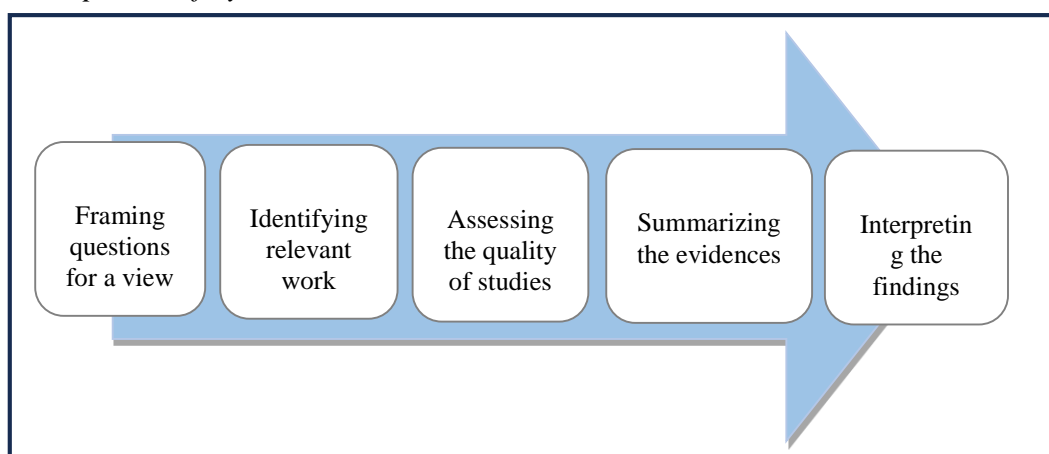 Framing
questions
for a view
Identifying
relevant
work
Assessing
the quality
of studies
Summarizing
the evidences
Interpretin
g the
findings